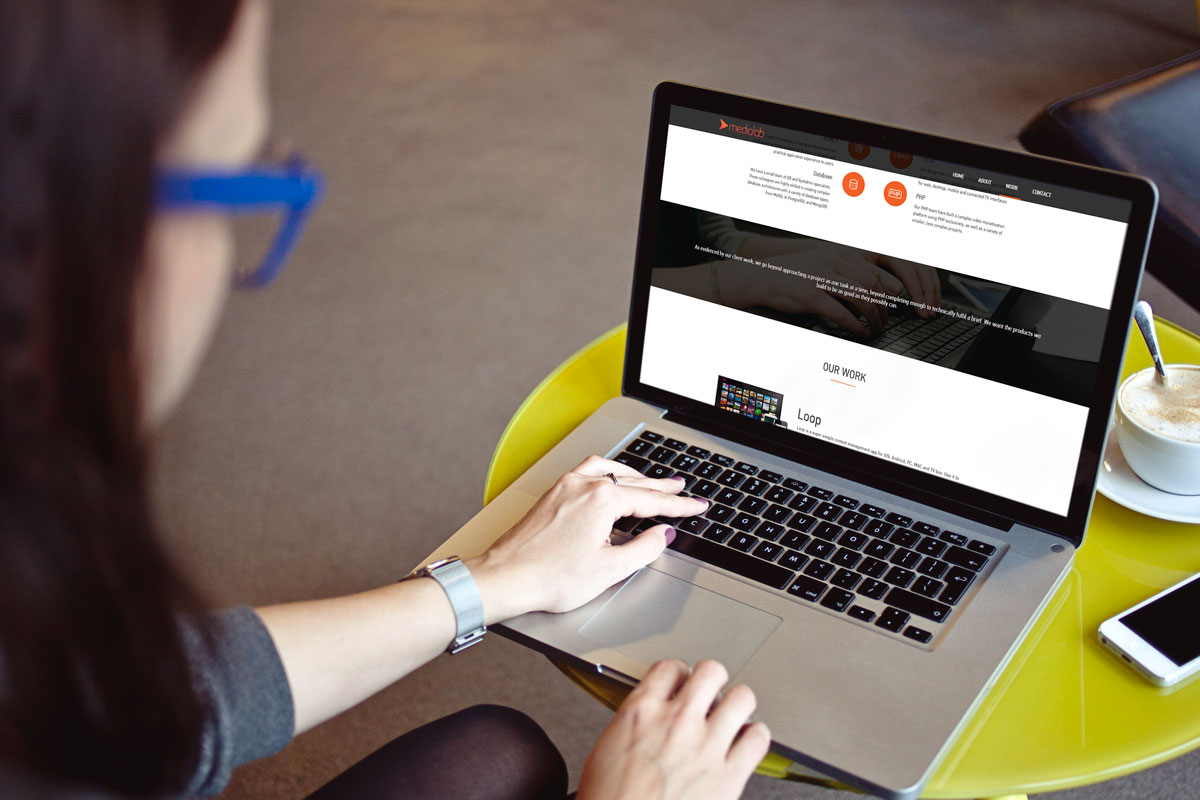 medialab
practical application experience to users
HOME ABOUT WORK CONTACT
for web, desktop, mobile and connected TV interfaces
Database
We have a small team of DB and SysAdmin specialists.
These colleagues are highly skilled in creating complex
database architectures with a variety of database types,
from MySQL to PostgreSQL and MongoDB.
PHP
PHP
Our PHP team have built a complex video monetisation
platform using PHP exclusively, as well as a variety of
smaller, less complex projects.
As evidenced by our client work, we go beyond approaching a project as one task at a time, beyond completing enough to technically fulfil a brief. We want the products we
build to be as good as they possibly can.
OUR WORK
Loop
Loop is a super simple content management app for iOS, Android, PC, MAC and TV box. Use it to